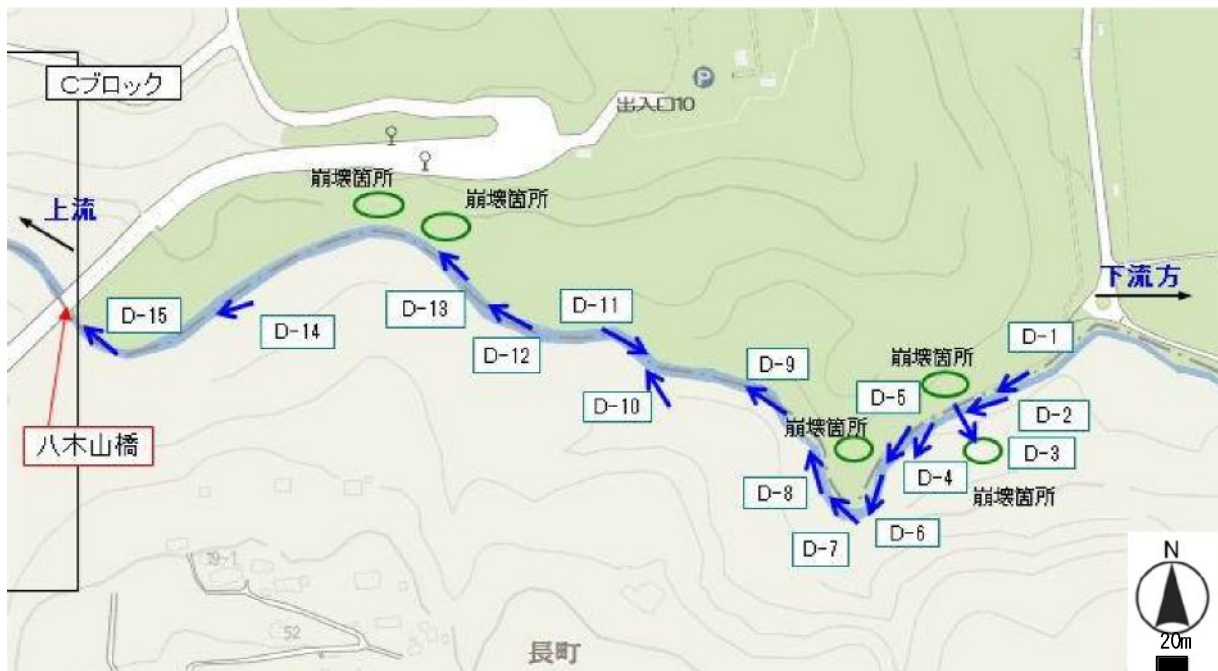 Cブロック
P
出入口10
崩壊箇所
崩壊箇所
上流
下流方
D-15
D-14
D-13
D-12
D-11
D-10
D-9
D-1
崩壊箇所
D-5
D-2
崩壊箇所
D-3
D-4
崩壊箇所
D-8
D-6
D-7
八木山橋
39-1
52
長町
N
20m